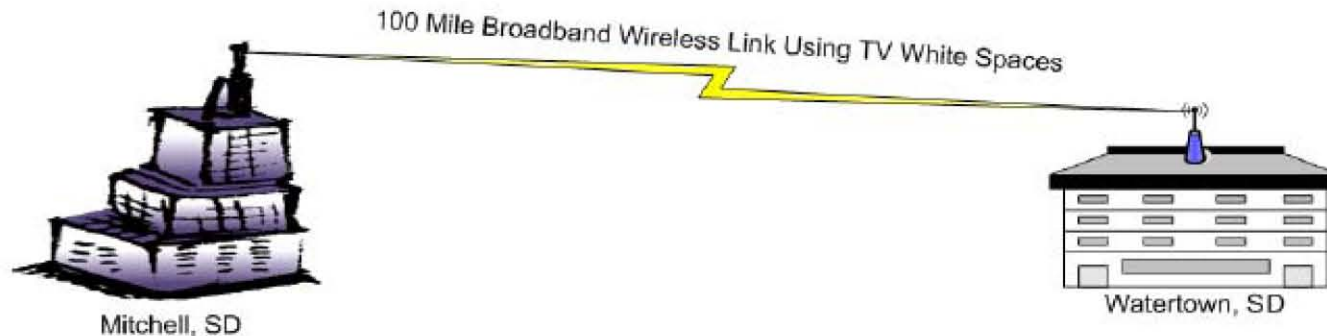 100 Mile Broadband Wireless Link Using TV White Spaces
Mitchell, SD
Watertown, SD